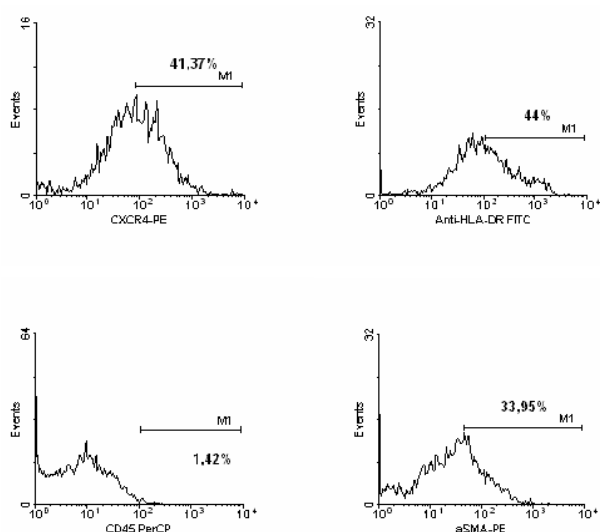 16
41,37%
M1
Events
0
10^0 10^1 10^2 10^3 10^4
CXCR4-PE
32
44%
M1
Events
0
10^0 10^1 10^2 10^3 10^4
Anti-HLA-DR FITC
64
M1
1,42%
Events
0
10^0 10^1 10^2 10^3 10^4
CD45 PerCP
32
33,95%
M1
Events
0
10^0 10^1 10^2 10^3 10^4
aSMA-PE